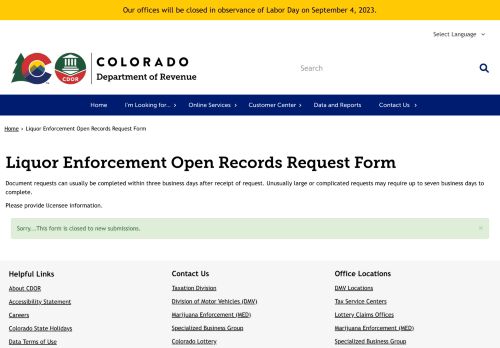 Our offices will be closed in observance of Labor Day on September 4, 2023.
Select Language
COLORADO
Department of Revenue
CDOR
Search
Home
I'm Looking for...
Online Services
Customer Center
Data and Reports
Contact Us
Home › Liquor Enforcement Open Records Request Form
Liquor Enforcement Open Records Request Form
Document requests can usually be completed within three business days after receipt of request. Unusually large or complicated requests may require up to seven business days to
complete.
Please provide licensee information.
Sorry...This form is closed to new submissions. ×
Helpful Links
About CDOR
Accessibility Statement
Careers
Colorado State Holidays
Data Terms of Use
Contact Us
Taxation Division
Division of Motor Vehicles (DMV)
Marijuana Enforcement (MED)
Specialized Business Group
Colorado Lottery
Office Locations
DMV Locations
Tax Service Centers
Lottery Claims Offices
Marijuana Enforcement (MED)
Specialized Business Group